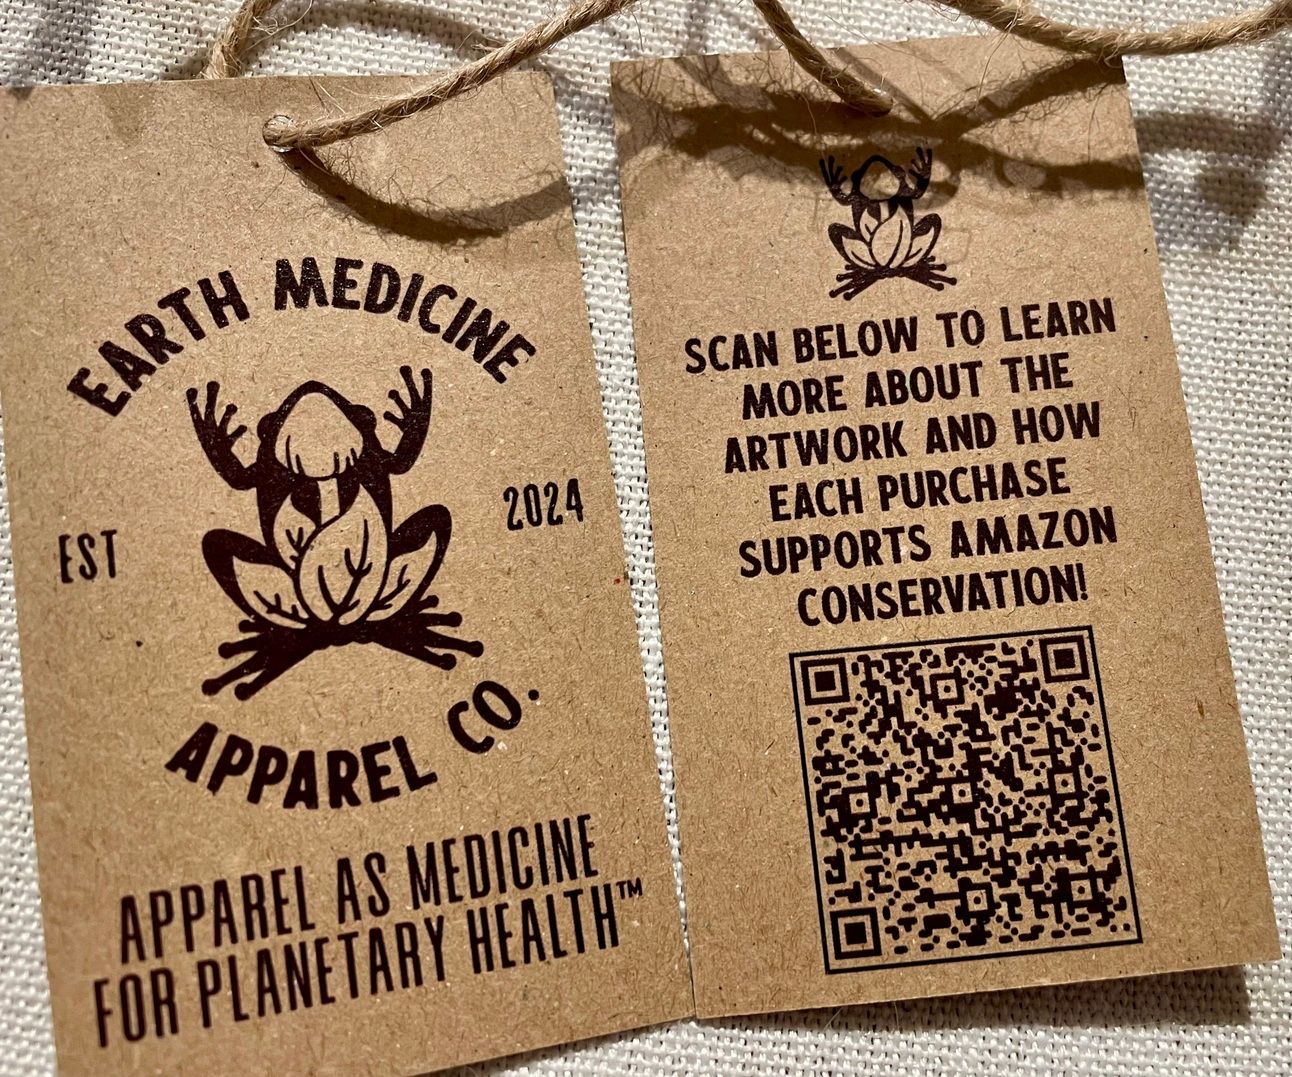 EARTH MEDICINE
EST 2024
APPAREL CO.
APPAREL AS MEDICINE
FOR PLANETARY HEALTH™
SCAN BELOW TO LEARN
MORE ABOUT THE
ARTWORK AND HOW
EACH PURCHASE
SUPPORTS AMAZON
CONSERVATION!